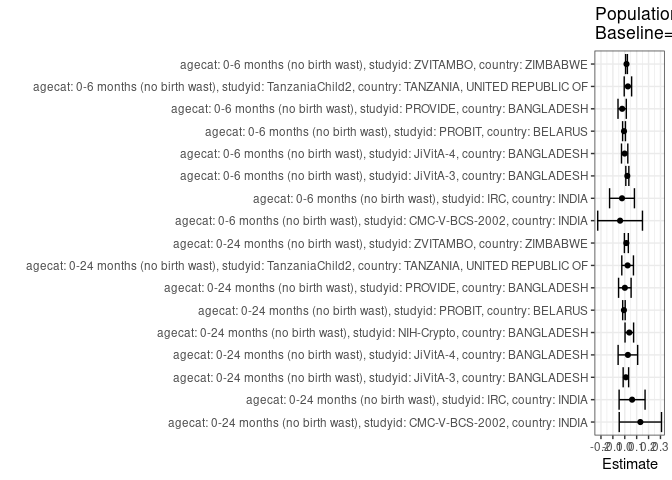 Population
Baseline=
agecat: 0-6 months (no birth wast), studyid: ZVITAMBO, country: ZIMBABWE
agecat: 0-6 months (no birth wast), studyid: TanzaniaChild2, country: TANZANIA, UNITED REPUBLIC OF
agecat: 0-6 months (no birth wast), studyid: PROVIDE, country: BANGLADESH
agecat: 0-6 months (no birth wast), studyid: PROBIT, country: BELARUS
agecat: 0-6 months (no birth wast), studyid: JiVitA-4, country: BANGLADESH
agecat: 0-6 months (no birth wast), studyid: JiVitA-3, country: BANGLADESH
agecat: 0-6 months (no birth wast), studyid: IRC, country: INDIA
agecat: 0-6 months (no birth wast), studyid: CMC-V-BCS-2002, country: INDIA
agecat: 0-24 months (no birth wast), studyid: ZVITAMBO, country: ZIMBABWE
agecat: 0-24 months (no birth wast), studyid: TanzaniaChild2, country: TANZANIA, UNITED REPUBLIC OF
agecat: 0-24 months (no birth wast), studyid: PROVIDE, country: BANGLADESH
agecat: 0-24 months (no birth wast), studyid: PROBIT, country: BELARUS
agecat: 0-24 months (no birth wast), studyid: NIH-Crypto, country: BANGLADESH
agecat: 0-24 months (no birth wast), studyid: JiVitA-4, country: BANGLADESH
agecat: 0-24 months (no birth wast), studyid: JiVitA-3, country: BANGLADESH
agecat: 0-24 months (no birth wast), studyid: IRC, country: INDIA
agecat: 0-24 months (no birth wast), studyid: CMC-V-BCS-2002, country: INDIA
-0.2 -0.1 0.0 0.1 0.2 0.3
Estimate